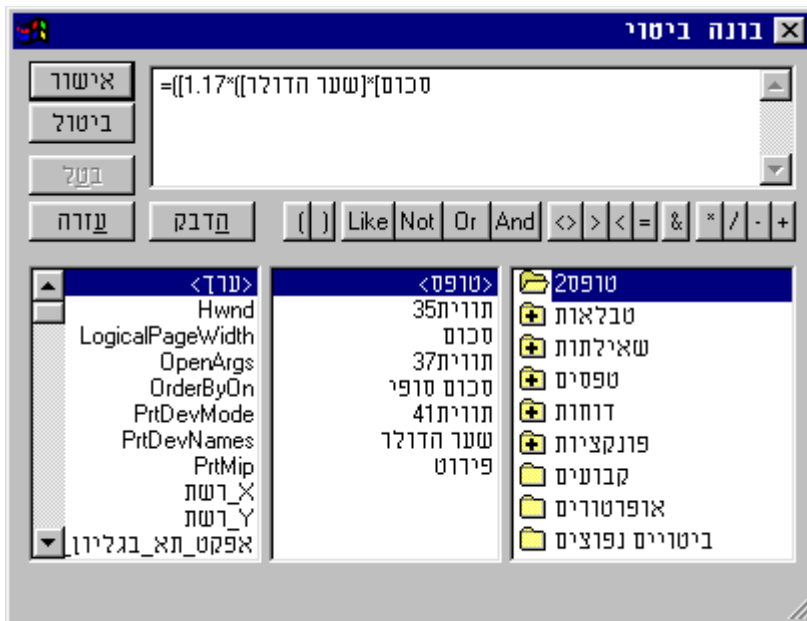 בונה ביטוי
=([סכום]*[שער הדולר])*1.17
אישור
ביטול
בטל
עזרה
הדבק
+ - / * & = < > <> And Or Not Like ( )
טופס2
טבלאות
שאילתות
טפסים
דוחות
פונקציות
קבועים
אופרטורים
ביטויים נפוצים
<טופס>
תווית35
סכום
תווית37
סכום סופי
תווית41
שער הדולר
פירוט
<ערך>
Hwnd
LogicalPageWidth
OpenArgs
OrderByOn
PrtDevMode
PrtDevNames
PrtMip
רשת_X
רשת_Y
אפקט_תא_בגליון_